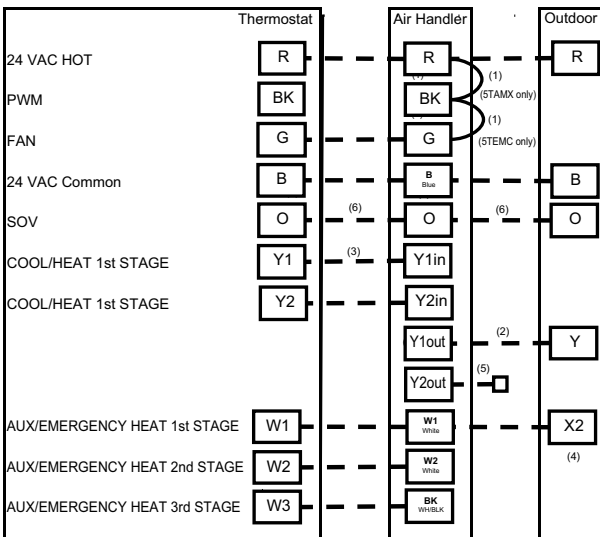 Thermostat Air Handler Outdoor
24 VAC HOT R R R
(1)
PWM BK BK (5TAMX only)
(1)
FAN G G (5TEMC only)
24 VAC Common B B B
Blue
SOV O (6) O (6) O
COOL/HEAT 1st STAGE Y1 (3) Y1in
COOL/HEAT 1st STAGE Y2 Y2in
Y1out (2) Y
Y2out (5)
AUX/EMERGENCY HEAT 1st STAGE W1 W1 X2
White
AUX/EMERGENCY HEAT 2nd STAGE W2 W2 (4)
White
AUX/EMERGENCY HEAT 3rd STAGE W3 BK
WH/BLK